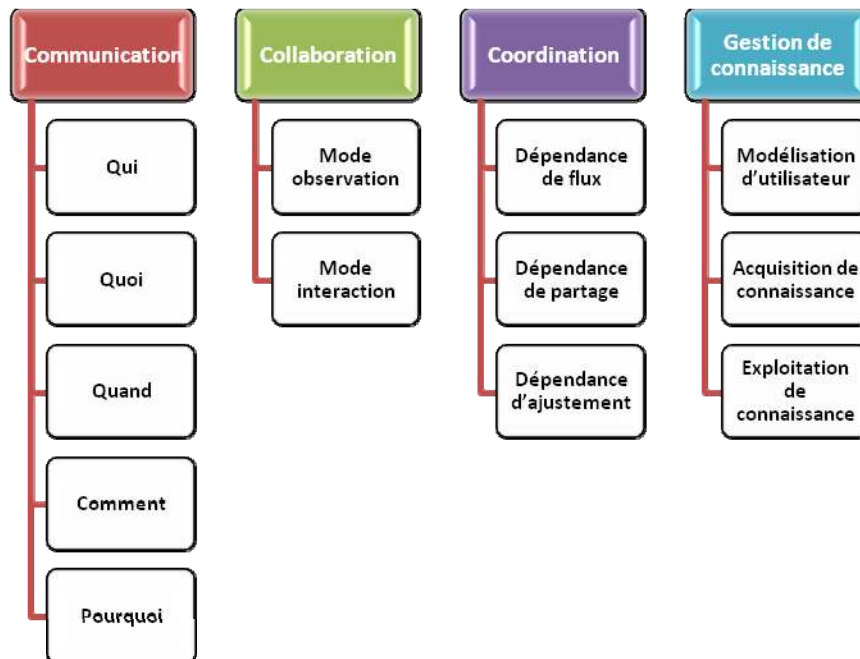 Communication
Qui
Quoi
Quand
Comment
Pourquoi
Collaboration
Mode
observation
Mode
interaction
Coordination
Dépendance
de flux
Dépendance
de partage
Dépendance
d'ajustement
Gestion de
connaissance
Modélisation
d'utilisateur
Acquisition de
connaissance
Exploitation
de
connaissance